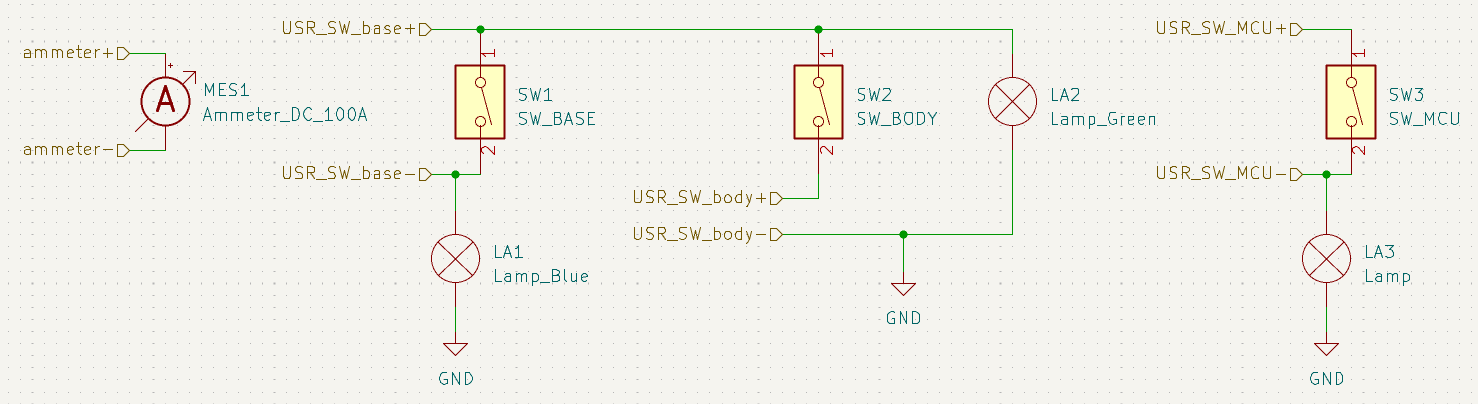 ammeter+
ammeter-
+
A
MES1
Ammeter_DC_100A
USR_SW_base+
1
SW1
SW_BASE
2
USR_SW_base-
LA1
Lamp_Blue
GND
1
SW2
SW_BODY
2
USR_SW_body+
USR_SW_body-
GND
LA2
Lamp_Green
USR_SW_MCU+
1
SW3
SW_MCU
2
USR_SW_MCU-
LA3
Lamp
GND